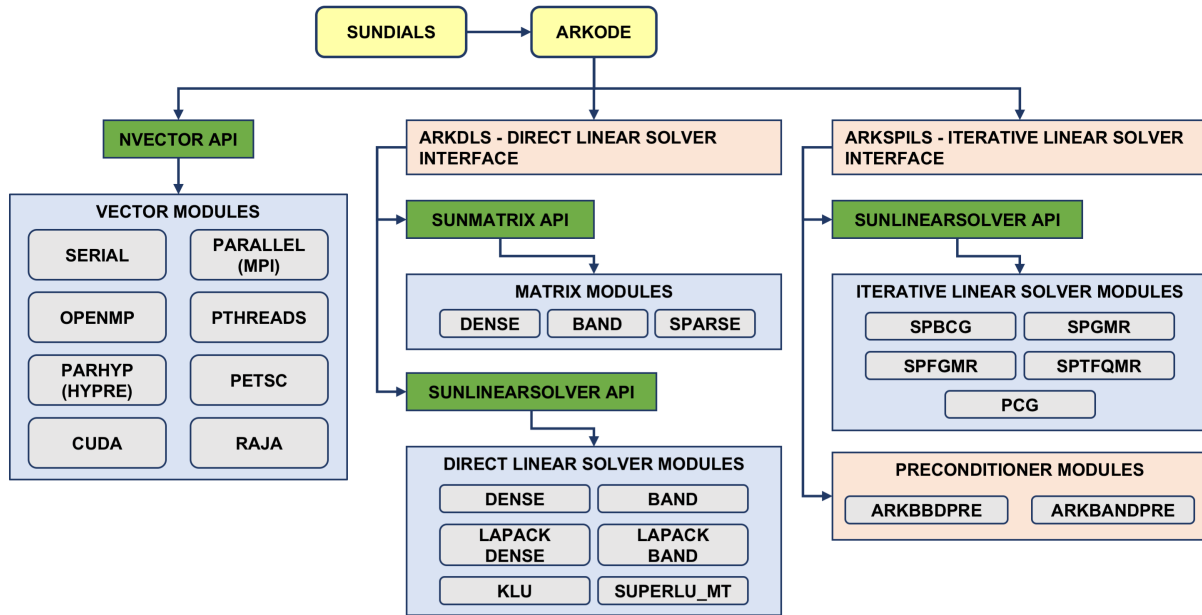 SUNDIALS
ARKODE
NVECTOR API
VECTOR MODULES
SERIAL
PARALLEL
(MPI)
OPENMP
PTHREADS
PARHYP
(HYPRE)
PETSC
CUDA
RAJA
ARKDLS - DIRECT LINEAR SOLVER
INTERFACE
SUNMATRIX API
MATRIX MODULES
DENSE
BAND
SPARSE
SUNLINEARSOLVER API
DIRECT LINEAR SOLVER MODULES
DENSE
BAND
LAPACK
DENSE
LAPACK
BAND
KLU
SUPERLU_MT
ARKSPILS - ITERATIVE LINEAR SOLVER
INTERFACE
SUNLINEARSOLVER API
ITERATIVE LINEAR SOLVER MODULES
SPBCG
SPGMR
SPFGMR
SPTFQMR
PCG
PRECONDITIONER MODULES
ARKBBDPRE
ARKBANDPRE